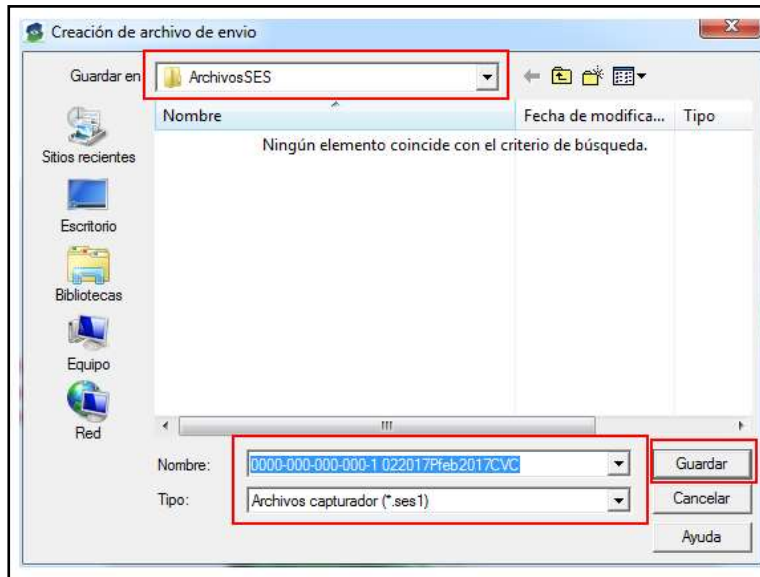 Creación de archivo de envio
Guardar en
ArchivosSES
Nombre Fecha de modifica... Tipo
Ningún elemento coincide con el criterio de búsqueda.
Sitios recientes
Escritorio
Bibliotecas
Equipo
Red
Nombre: 0000-000-000-000-1 022017Pfeb2017CVC Guardar
Tipo: Archivos capturador (*.ses1) Cancelar
Ayuda